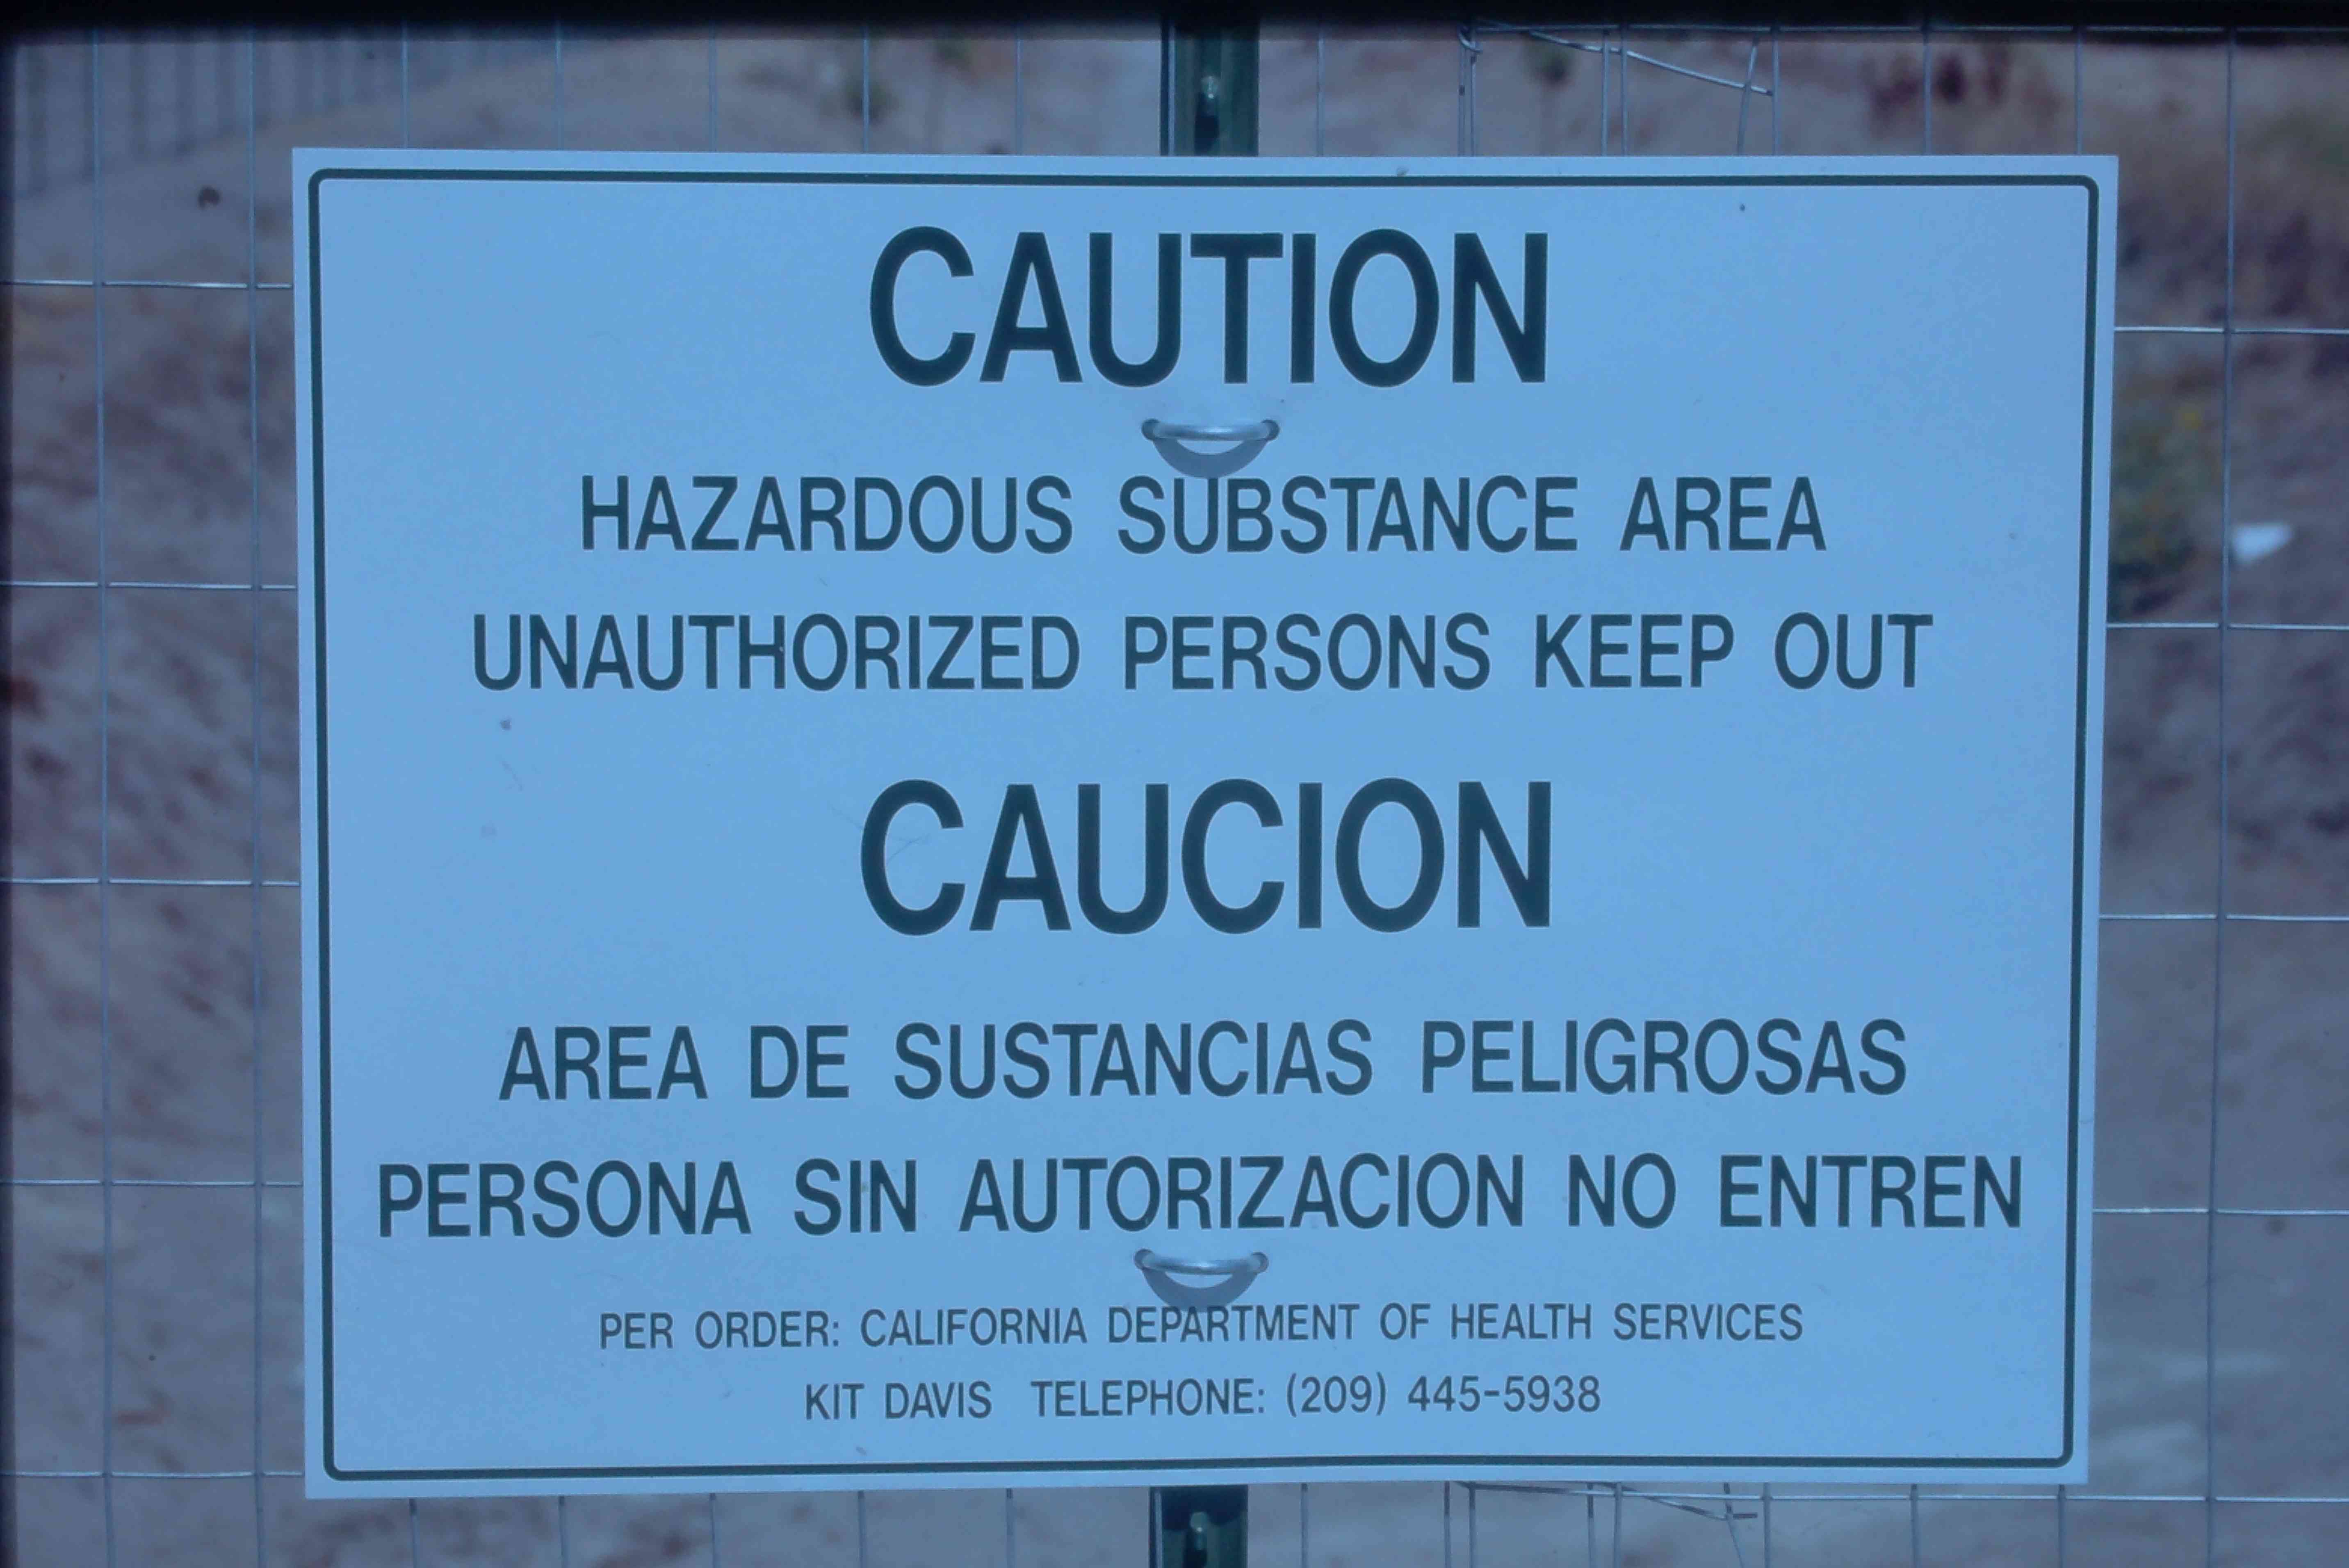 CAUTION
HAZARDOUS SUBSTANCE AREA
UNAUTHORIZED PERSONS KEEP OUT
CAUCION
AREA DE SUSTANCIAS PELIGROSAS
PERSONA SIN AUTORIZACION NO ENTREN
PER ORDER: CALIFORNIA DEPARTMENT OF HEALTH SERVICES
KIT DAVIS TELEPHONE: (209) 445-5938